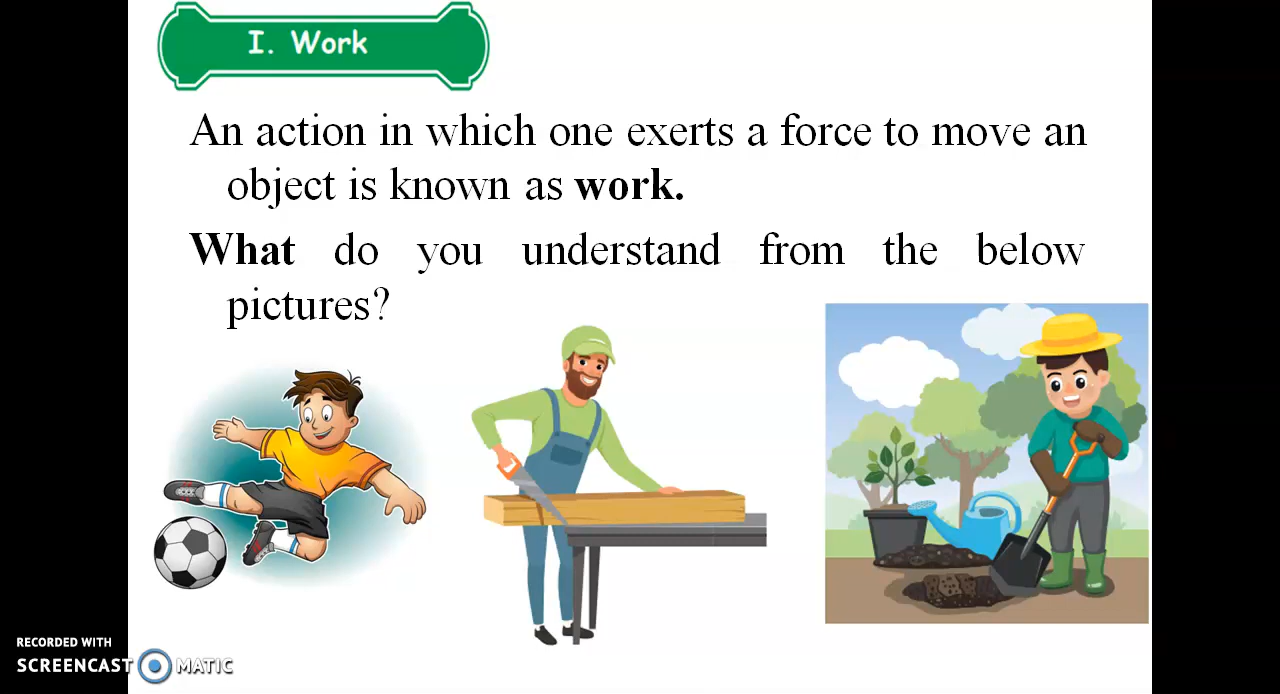 I. Work
An action in which one exerts a force to move an
object is known as work.
What do you understand from the below
pictures?
RECORDED WITH
SCREENCAST MATIC